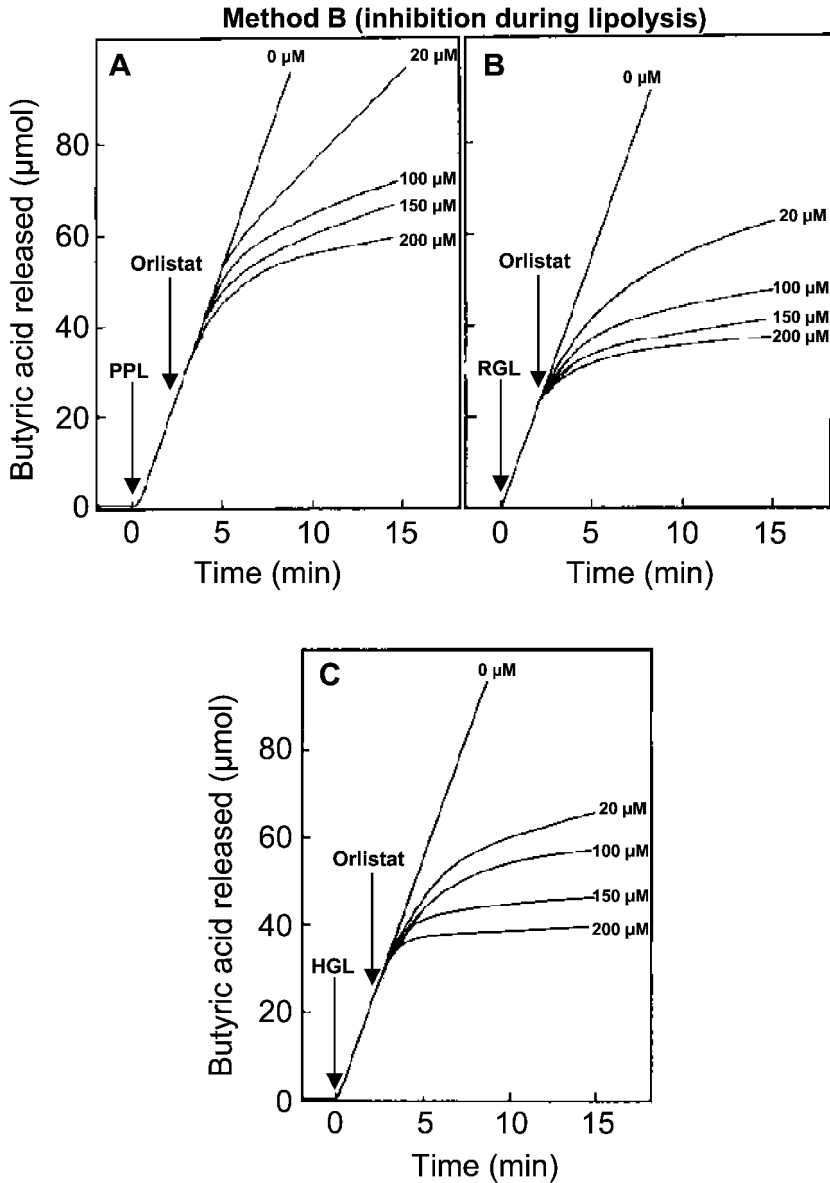 Method B (inhibition during lipolysis)
A
0 µM
20 µM
100 µM
150 µM
200 µM
Orlistat
PPL
Butyric acid released (µmol)
80
60
40
20
0
0 5 10 15
Time (min)
B
0 µM
20 µM
100 µM
150 µM
200 µM
Orlistat
RGL
0 5 10 15
Time (min)
C
0 µM
20 µM
100 µM
150 µM
200 µM
Orlistat
HGL
Butyric acid released (µmol)
80
60
40
20
0
0 5 10 15
Time (min)